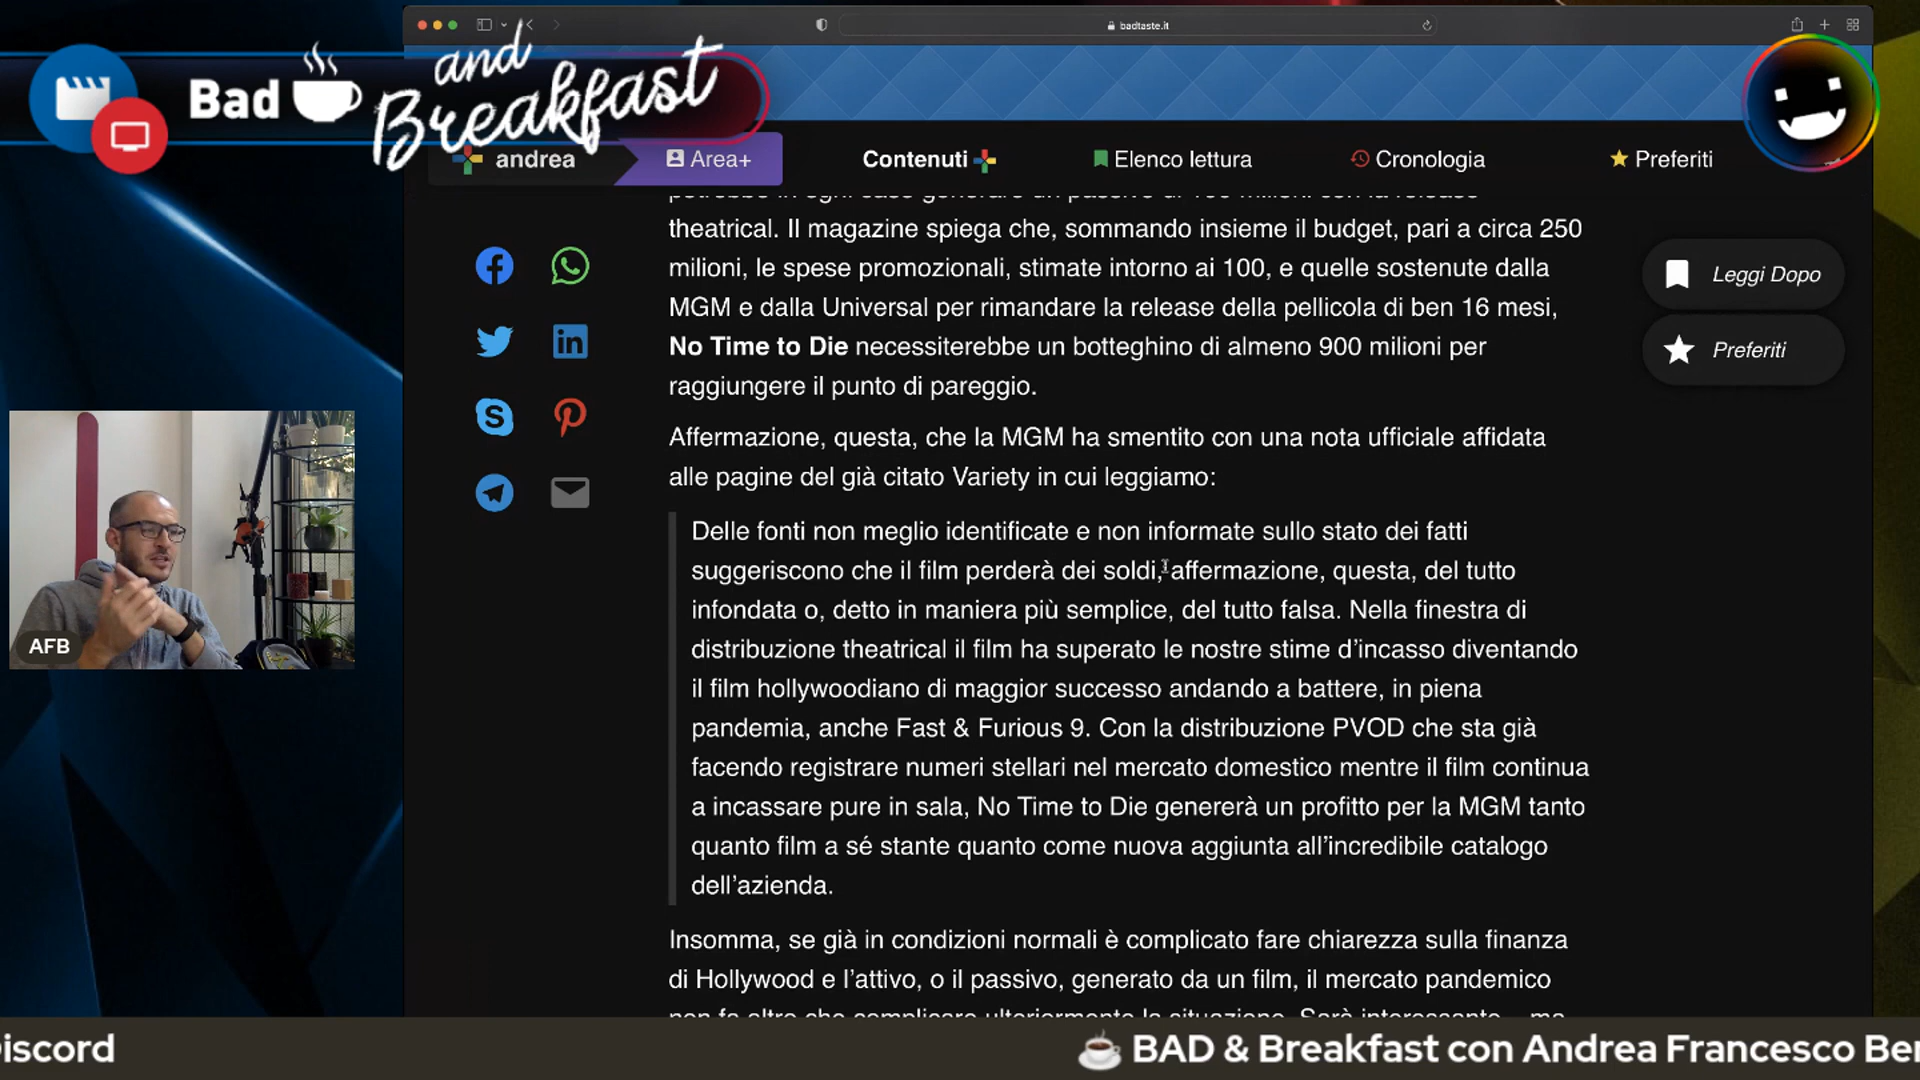 badtaste.it
Bad and Breakfast
andrea
Area+
Contenuti
Elenco lettura
Cronologia
Preferiti
theatrical. Il magazine spiega che, sommando insieme il budget, pari a circa 250
milioni, le spese promozionali, stimate intorno ai 100, e quelle sostenute dalla
MGM e dalla Universal per rimandare la release della pellicola di ben 16 mesi,
No Time to Die necessiterebbe un botteghino di almeno 900 milioni per
raggiungere il punto di pareggio.
Leggi Dopo
Preferiti
Affermazione, questa, che la MGM ha smentito con una nota ufficiale affidata
alle pagine del già citato Variety in cui leggiamo:
Delle fonti non meglio identificate e non informate sullo stato dei fatti
suggeriscono che il film perderà dei soldi, affermazione, questa, del tutto
infondata o, detto in maniera più semplice, del tutto falsa. Nella finestra di
distribuzione theatrical il film ha superato le nostre stime d'incasso diventando
il film hollywoodiano di maggior successo andando a battere, in piena
pandemia, anche Fast & Furious 9. Con la distribuzione PVOD che sta già
facendo registrare numeri stellari nel mercato domestico mentre il film continua
a incassare pure in sala, No Time to Die genererà un profitto per la MGM tanto
quanto film a sé stante quanto come nuova aggiunta all'incredibile catalogo
dell'azienda.
Insomma, se già in condizioni normali è complicato fare chiarezza sulla finanza
di Hollywood e l'attivo, o il passivo, generato da un film, il mercato pandemico
AFB
iscord
BAD & Breakfast con Andrea Francesco Ber